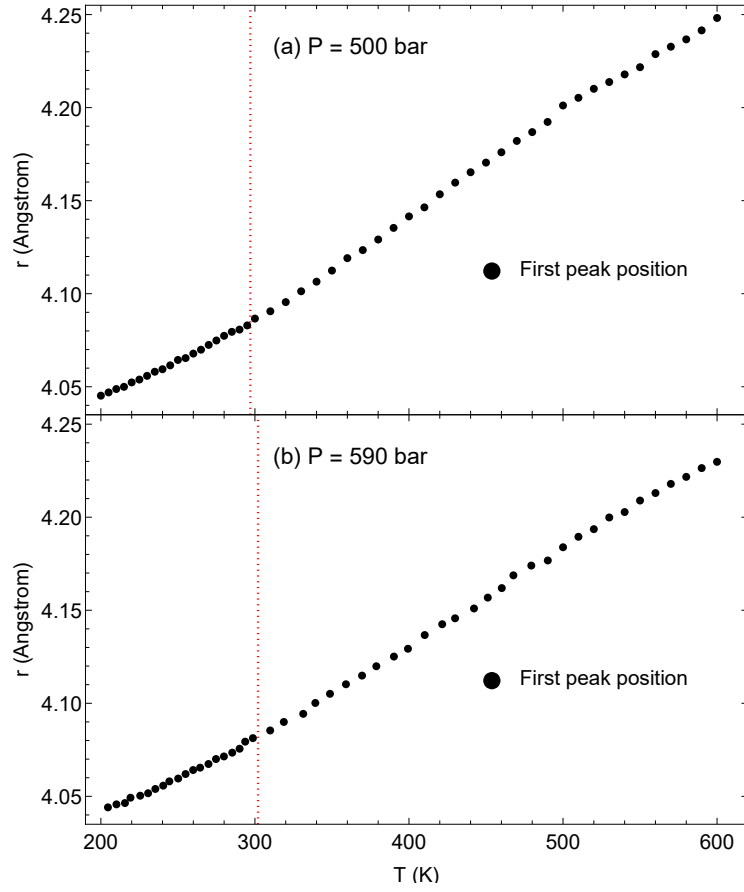 4.25
(a) P = 500 bar
4.20
r (Angstrom)
4.15
First peak position
4.10
4.05
4.25
(b) P = 590 bar
4.20
r (Angstrom)
4.15
First peak position
4.10
4.05
200 300 400 500 600
T (K)